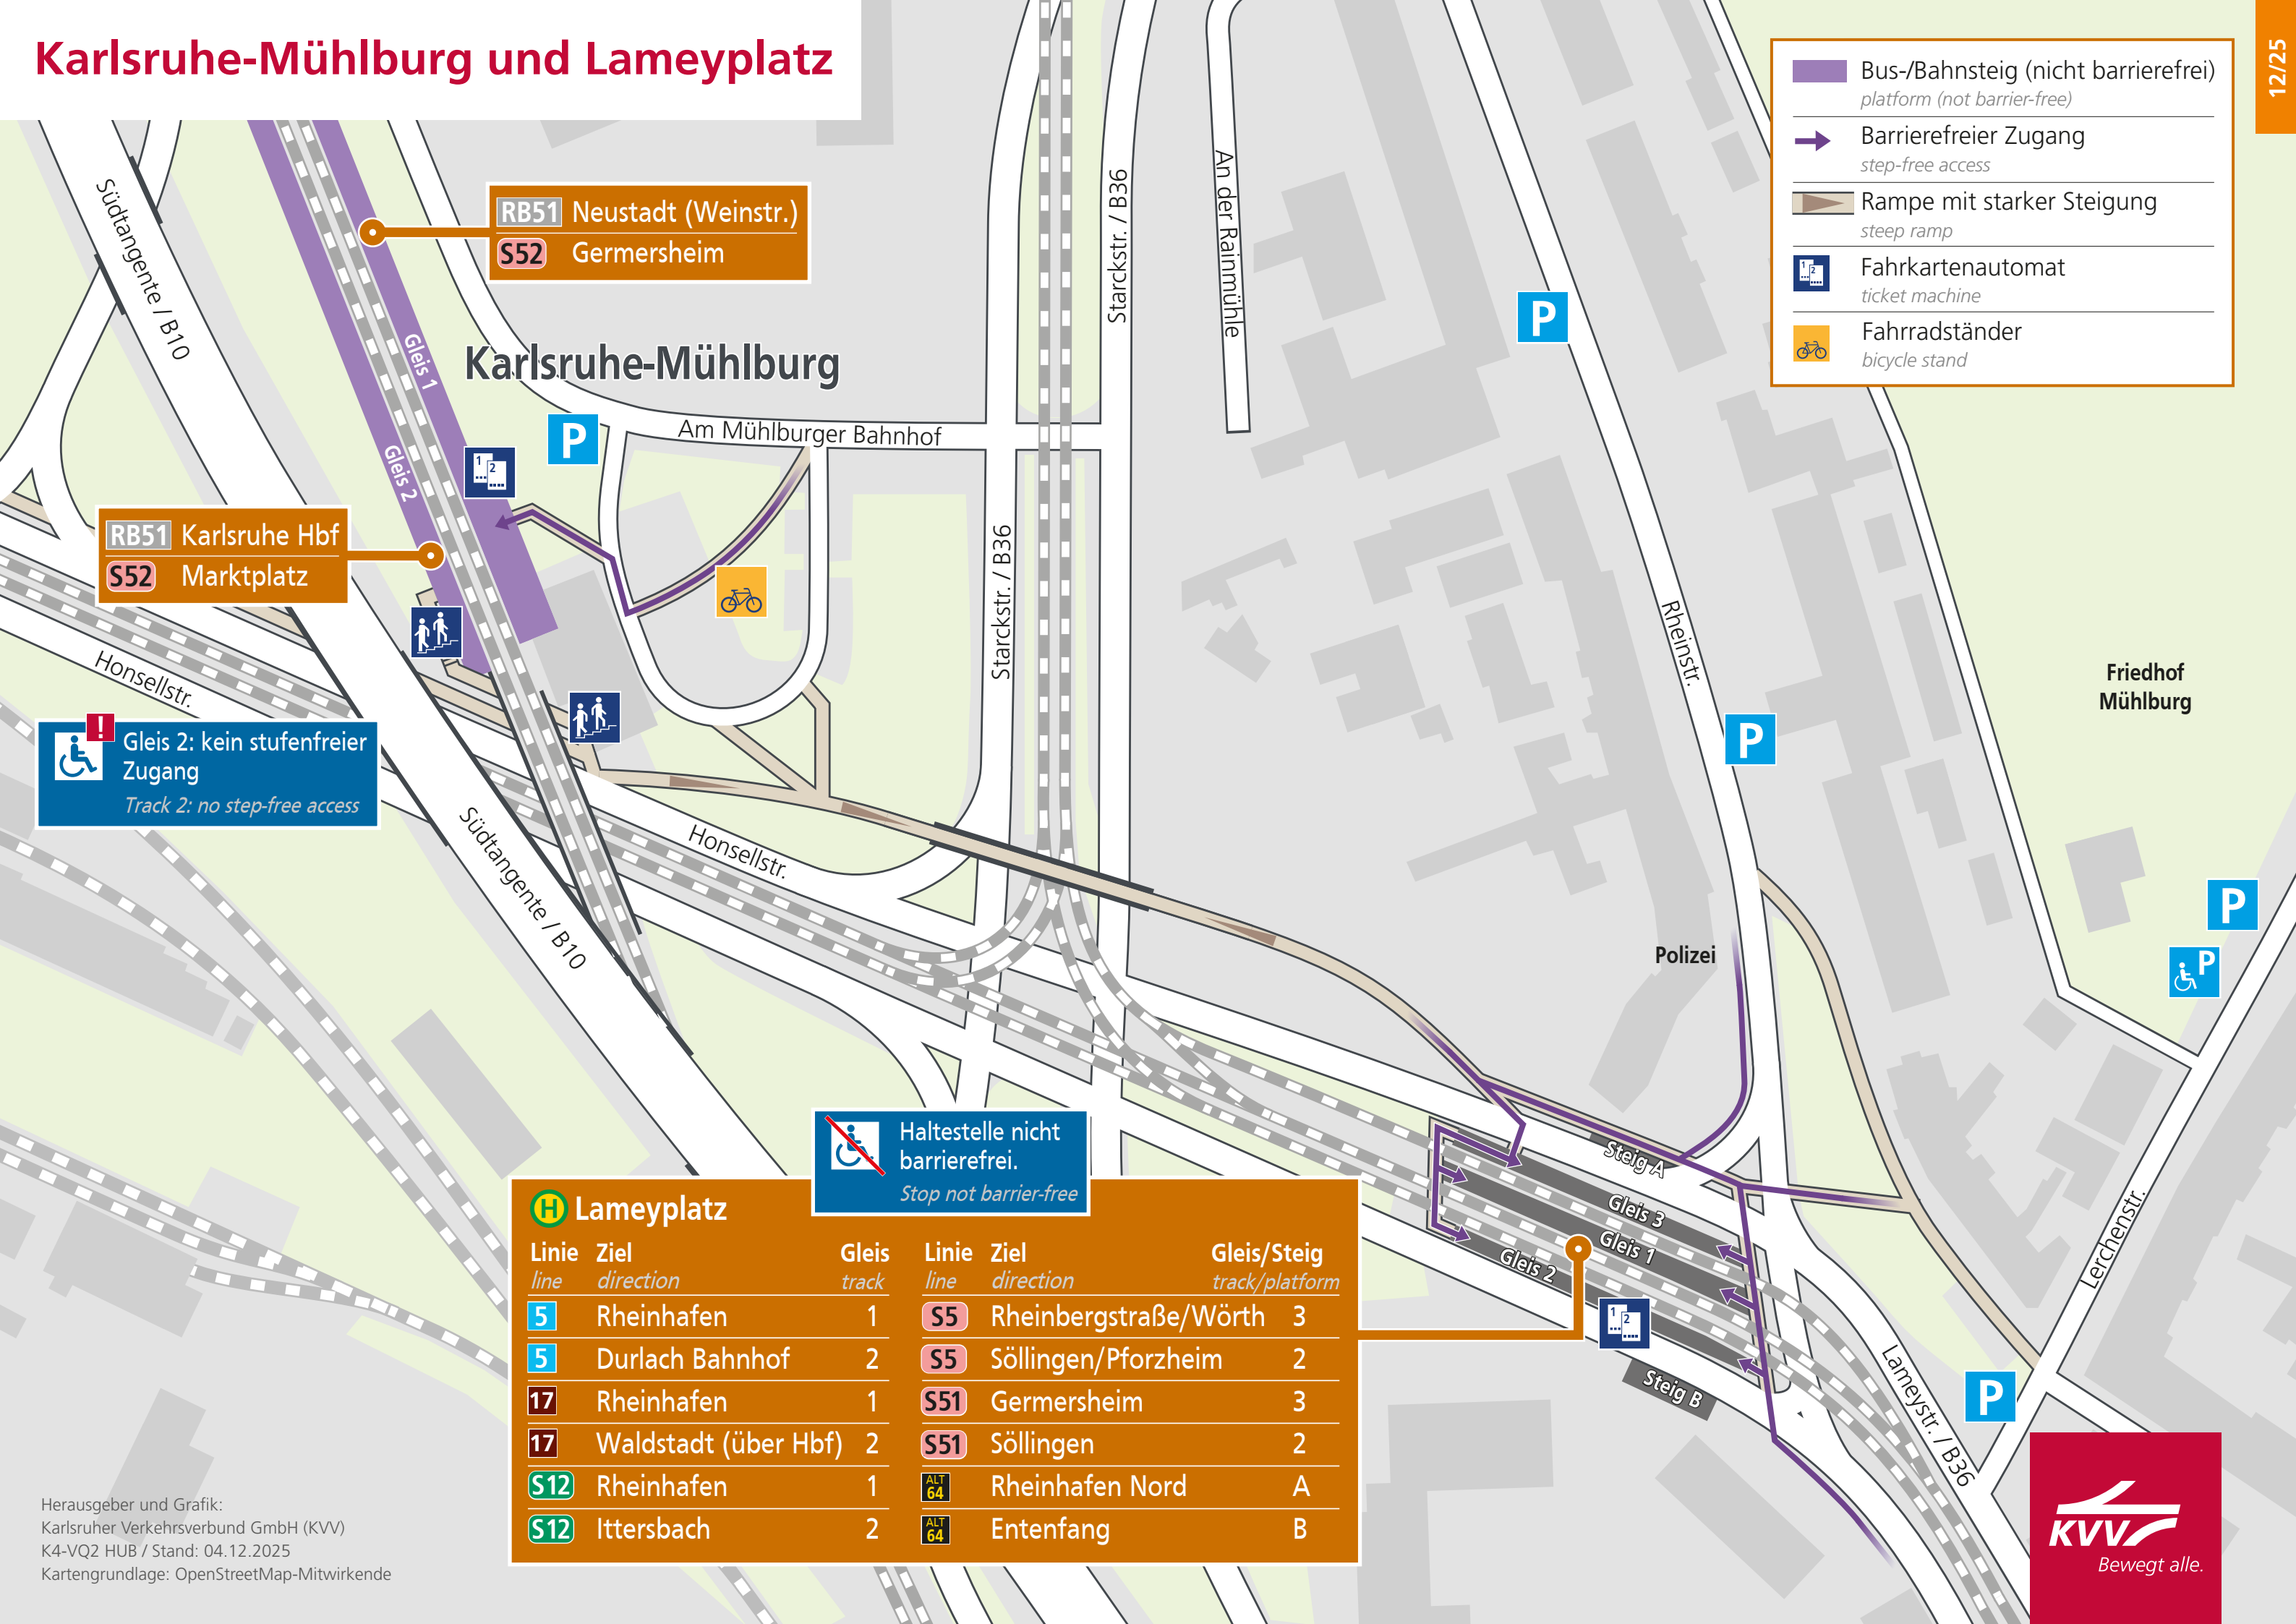 Karlsruhe-Mühlburg und Lameyplatz
12/25
Bus-/Bahnsteig (nicht barrierefrei)
platform (not barrier-free)
Barrierefreier Zugang
step-free access
Rampe mit starker Steigung
steep ramp
1 2
Fahrkartenautomat
ticket machine
Fahrradständer
bicycle stand
Südtangente / B10
RB51 Neustadt (Weinstr.)
S52 Germersheim
Starckstr. / B36
An der Rainmühle
P
Gleis 1
Karlsruhe-Mühlburg
P
Am Mühlburger Bahnhof
Gleis 2
1 2
RB51 Karlsruhe Hbf
S52 Marktplatz
Starckstr. / B36
Rheinstr.
Friedhof
Mühlburg
Honsellstr.
!
Gleis 2: kein stufenfreier
Zugang
Track 2: no step-free access
P
Südtangente / B10
Honsellstr.
P
Polizei
P
Haltestelle nicht
barrierefrei.
Stop not barrier-free
Steig A
Gleis 3
Gleis 1
Gleis 2
1 2
Steig B
Lerchenstr.
Lameystr. / B36
P
H Lameyplatz
Linie Ziel Gleis Linie Ziel Gleis/Steig
line direction track line direction track/platform
5 Rheinhafen 1 S5 Rheinbergstraße/Wörth 3
5 Durlach Bahnhof 2 S5 Söllingen/Pforzheim 2
17 Rheinhafen 1 S51 Germersheim 3
17 Waldstadt (über Hbf) 2 S51 Söllingen 2
S12 Rheinhafen 1 ALT 64 Rheinhafen Nord A
S12 Ittersbach 2 ALT 64 Entenfang B
Herausgeber und Grafik:
Karlsruher Verkehrsverbund GmbH (KVV)
K4-VQ2 HUB / Stand: 04.12.2025
Kartengrundlage: OpenStreetMap-Mitwirkende
KVV
Bewegt alle.